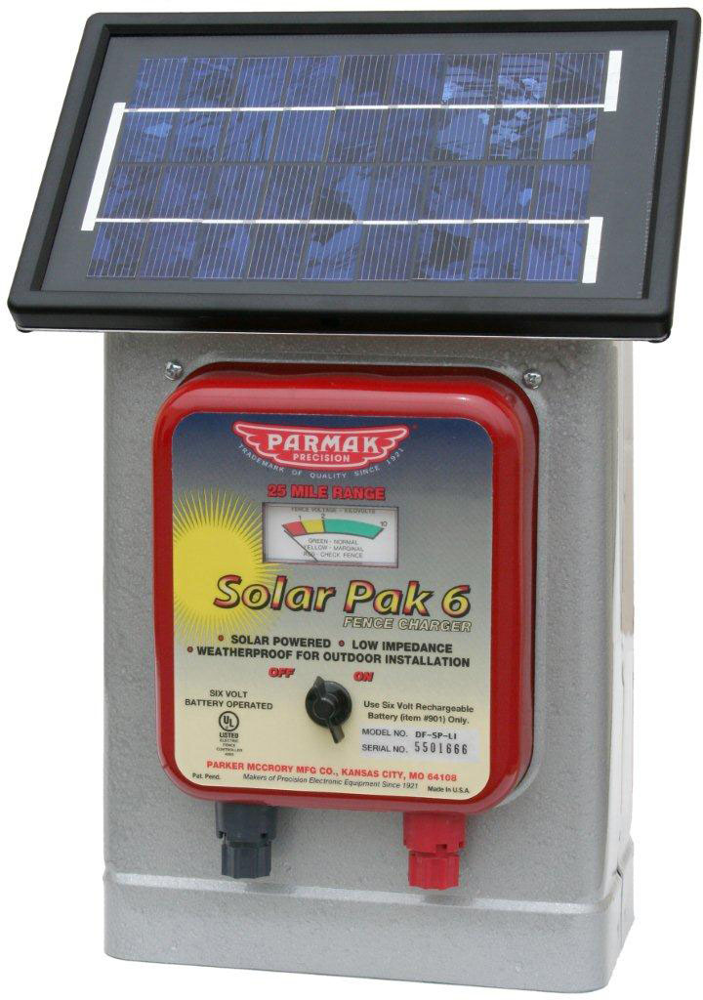 PARMAK
PRECISION
TRADEMARK OF QUALITY SINCE 1921
25 MILE RANGE
FENCE VOLTAGE - KILOVOLTS
1 2 10
GREEN - NORMAL
YELLOW - MARGINAL
RED - CHECK FENCE
Solar Pak 6
FENCE CHARGER
• SOLAR POWERED • LOW IMPEDANCE
• WEATHERPROOF FOR OUTDOOR INSTALLATION
OFF ON
SIX VOLT
BATTERY OPERATED
UL
LISTED
ELECTRIC
FENCE
CONTROLLER
Use Six Volt Rechargeable
Battery (item #901) Only.
MODEL NO. DF-SP-LI
SERIAL NO. 5501666
PARKER MCCRORY MFG CO., KANSAS CITY, MO 64108
Pat. Pend. Makers of Precision Electronic Equipment Since 1921 Made in U.S.A.